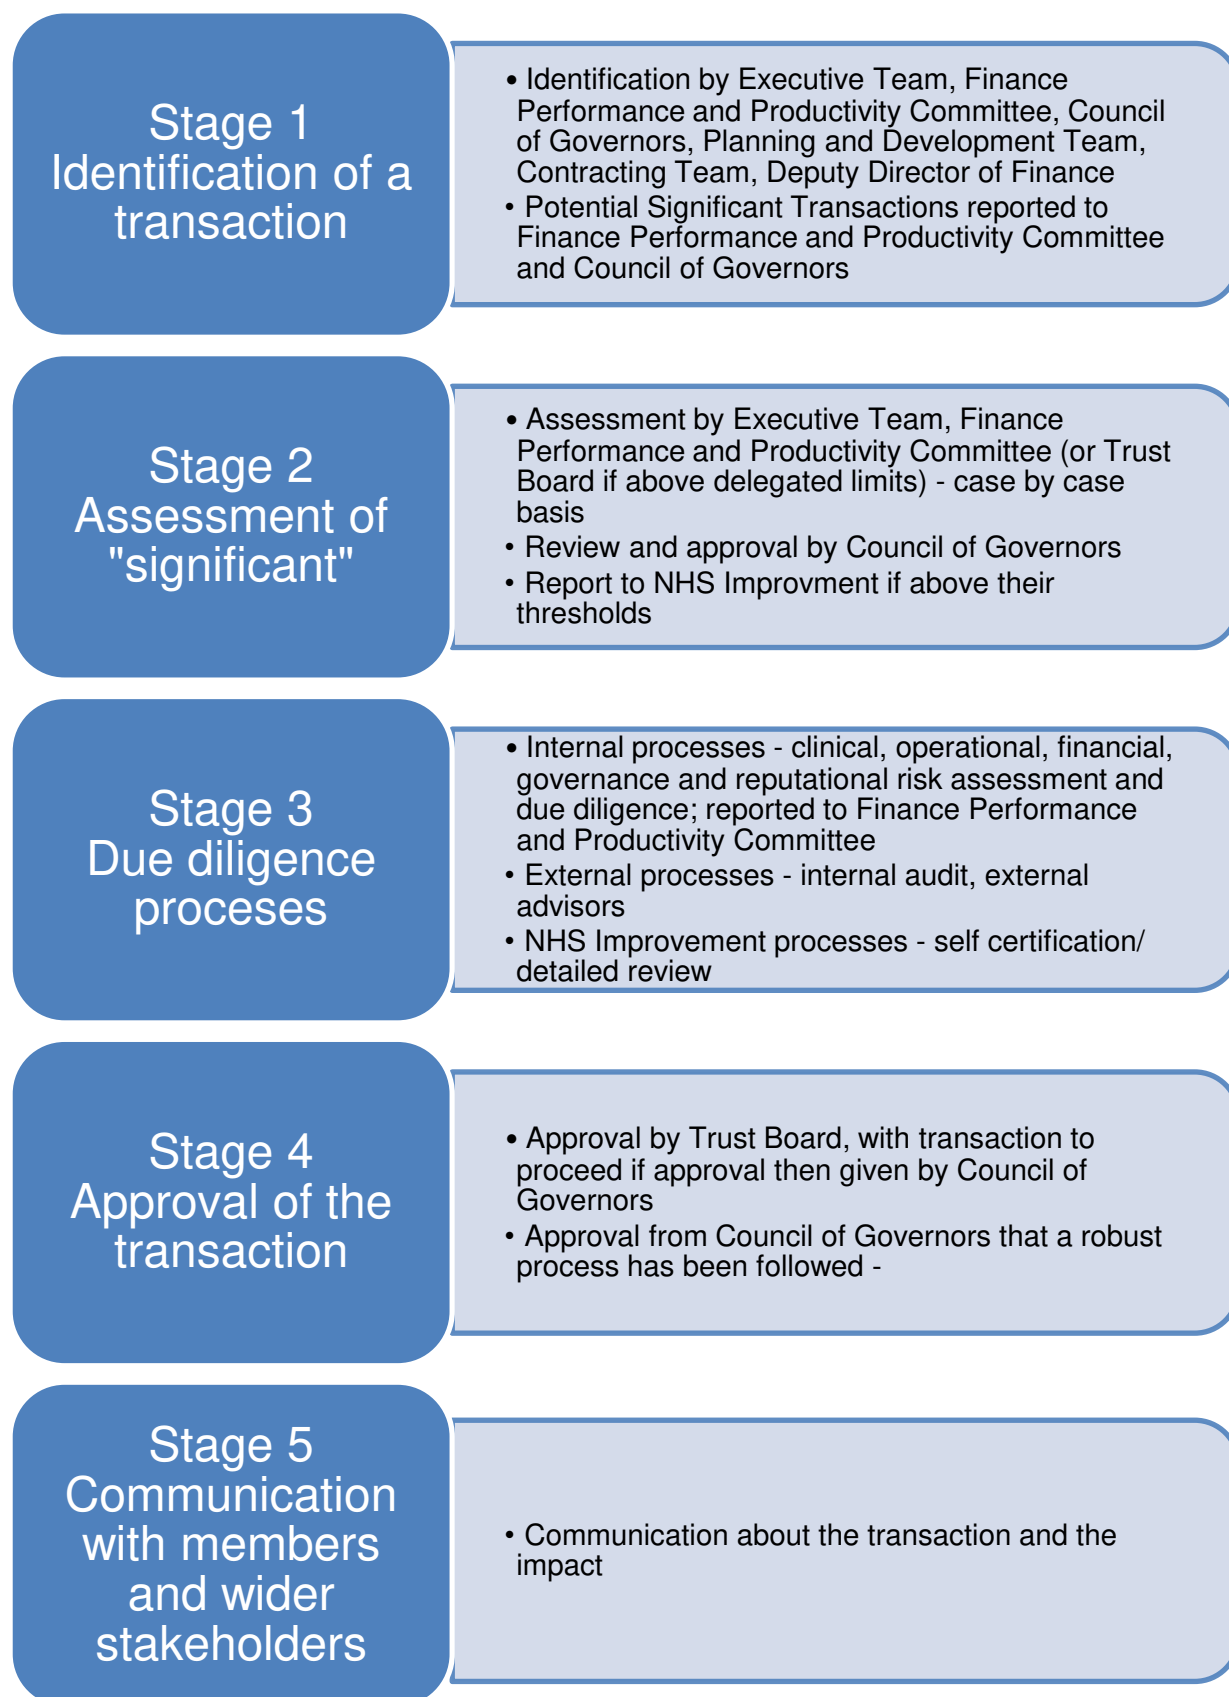 Stage 1
Identification of a
transaction
• Identification by Executive Team, Finance
Performance and Productivity Committee, Council
of Governors, Planning and Development Team,
Contracting Team, Deputy Director of Finance
• Potential Significant Transactions reported to
Finance Performance and Productivity Committee
and Council of Governors
Stage 2
Assessment of
"significant"
• Assessment by Executive Team, Finance
Performance and Productivity Committee (or Trust
Board if above delegated limits) - case by case
basis
• Review and approval by Council of Governors
• Report to NHS Improvment if above their
thresholds
Stage 3
Due diligence
proceses
• Internal processes - clinical, operational, financial,
governance and reputational risk assessment and
due diligence; reported to Finance Performance
and Productivity Committee
• External processes - internal audit, external
advisors
• NHS Improvement processes - self certification/
detailed review
Stage 4
Approval of the
transaction
• Approval by Trust Board, with transaction to
proceed if approval then given by Council of
Governors
• Approval from Council of Governors that a robust
process has been followed -
Stage 5
Communication
with members
and wider
stakeholders
• Communication about the transaction and the
impact